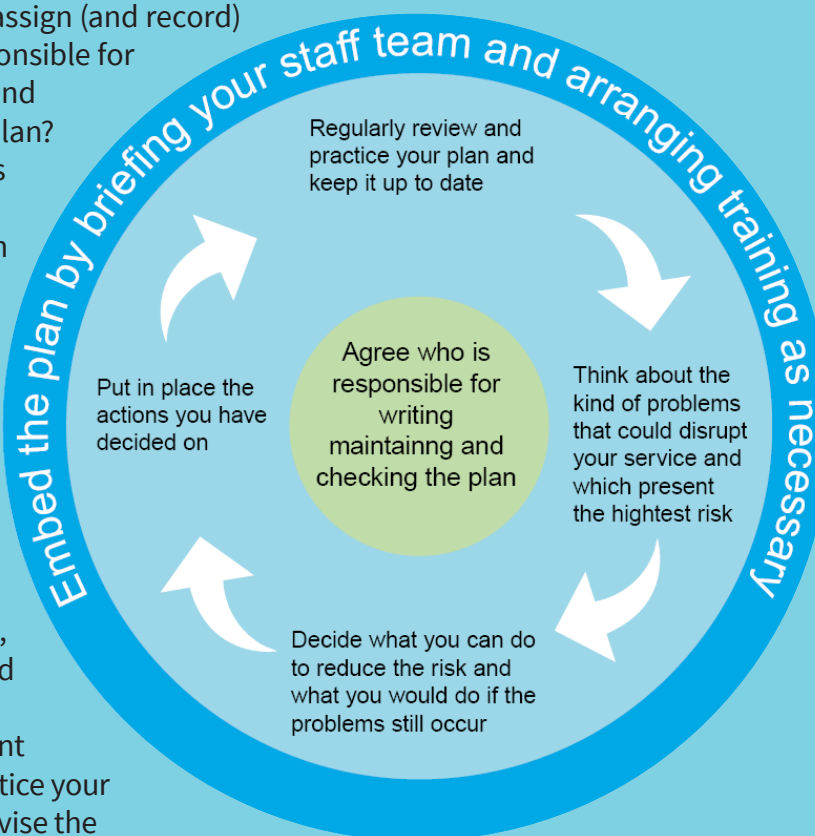 assign (and record)
onsible for
nd
lan?
s
n
,
d
nt
tice your
vise the
Embed the plan by briefing your staff team and arranging training as necessary
Regularly review and
practice your plan and
keep it up to date
Think about the
kind of problems
that could disrupt
your service and
which present
the highest risk
Decide what you can do
to reduce the risk and
what you would do if the
problems still occur
Put in place the
actions you have
decided on
Agree who is
responsible for
writing
maintainng and
checking the plan